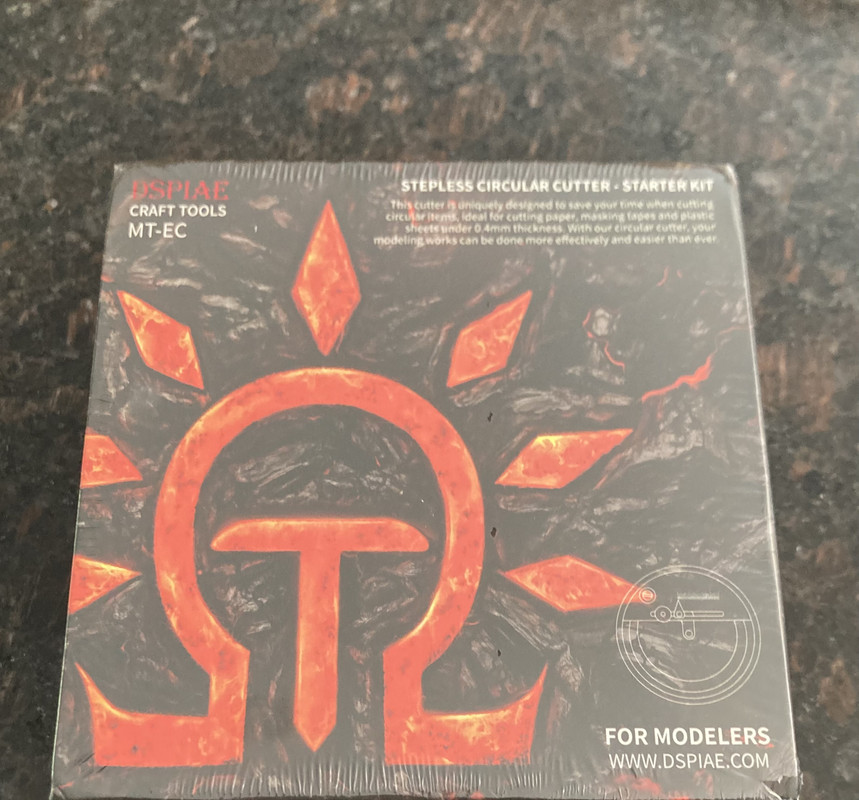 DSPIAE
CRAFT TOOLS
MT-EC
STEPLESS CIRCULAR CUTTER - STARTER KIT
This cutter is uniquely designed to save your time when cutting
circular items, ideal for cutting paper, masking tapes and plastic
sheets under 0.4mm thickness. With our circular cutter, your
modeling works can be done more effectively and easier than ever.
FOR MODELERS
WWW.DSPIAE.COM